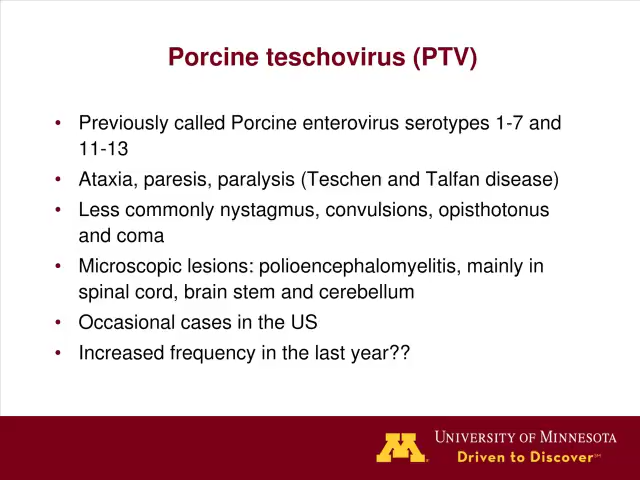 Porcine teschovirus (PTV)
• Previously called Porcine enterovirus serotypes 1-7 and
11-13
• Ataxia, paresis, paralysis (Teschen and Talfan disease)
• Less commonly nystagmus, convulsions, opisthotonus
and coma
• Microscopic lesions: polioencephalomyelitis, mainly in
spinal cord, brain stem and cerebellum
• Occasional cases in the US
• Increased frequency in the last year??
M
UNIVERSITY OF MINNESOTA
Driven to Discover℠